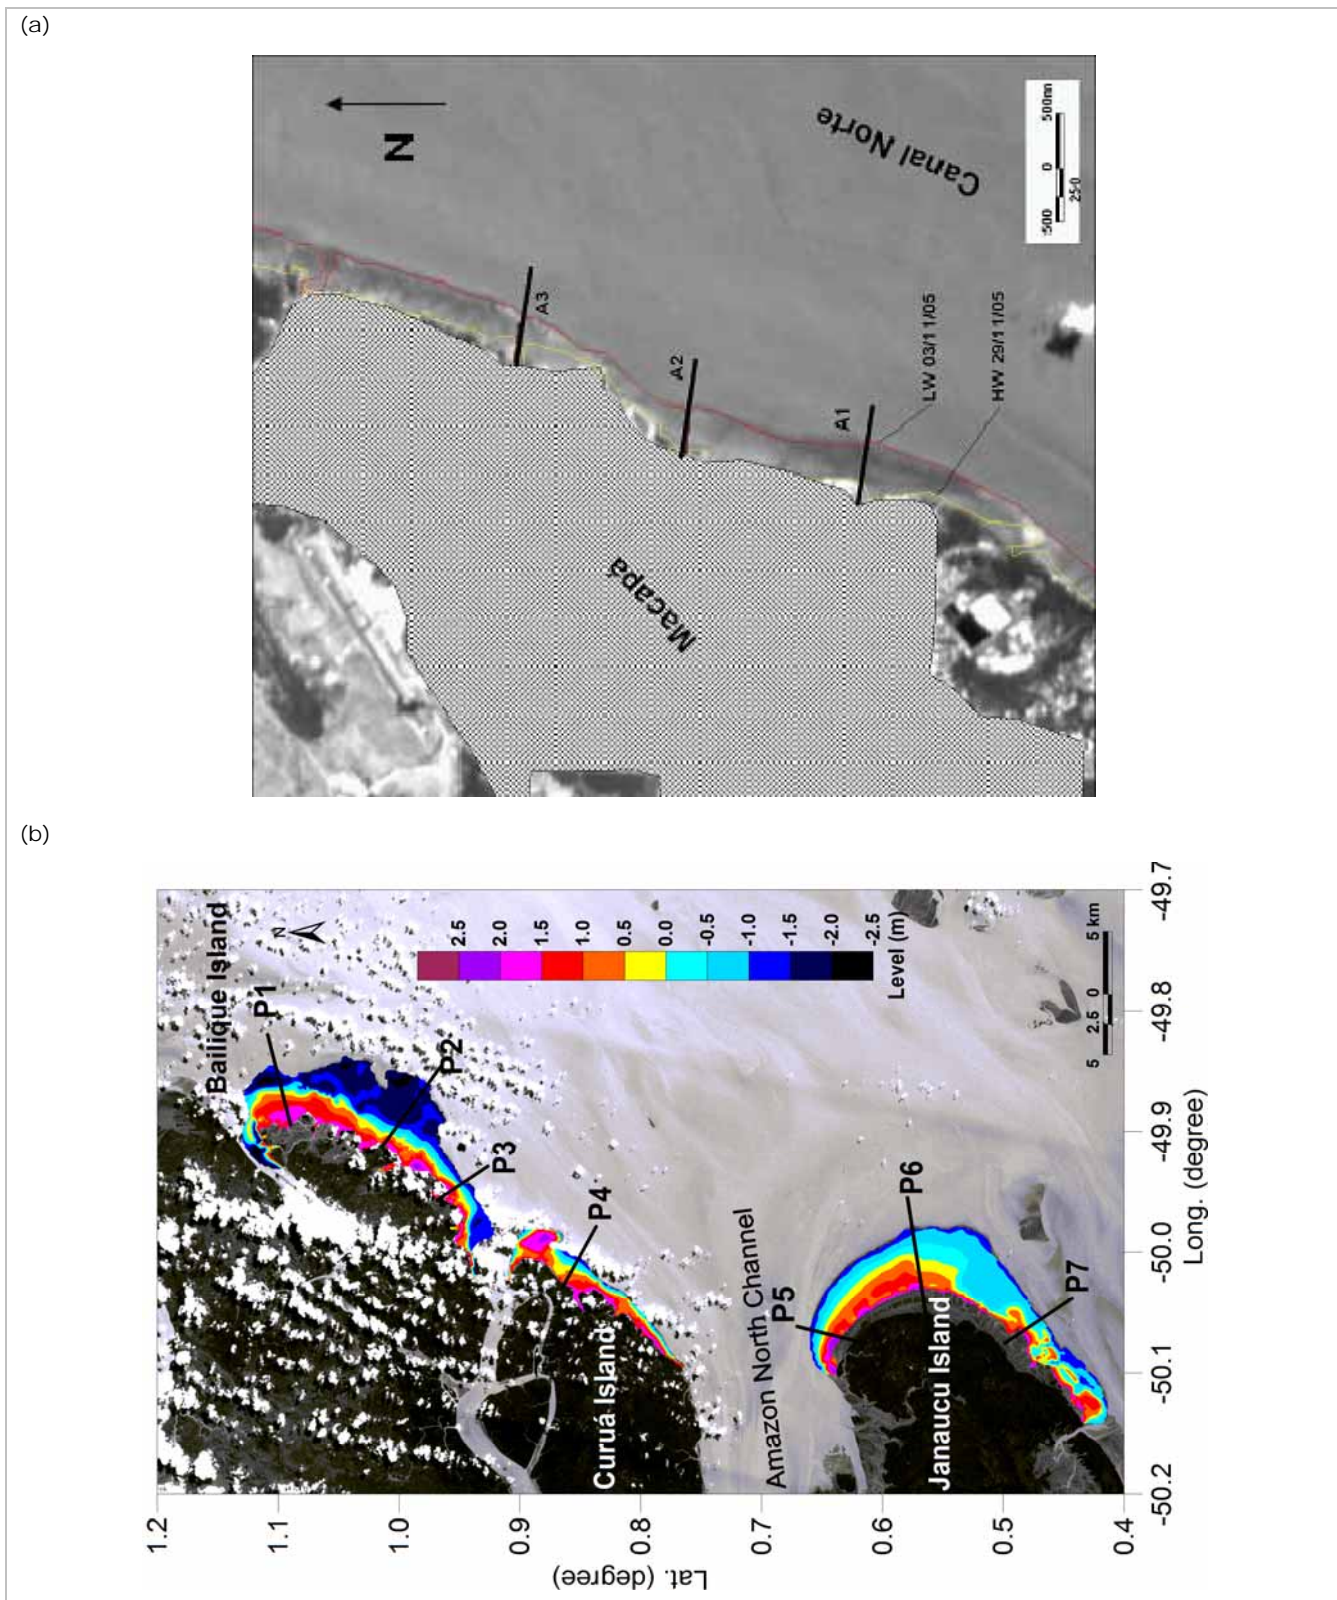 (a)
N
Canal Norte
500m
0
250
500
A3
A2
A1
LW 03/11/05
HW 29/11/05
Macapá
(b)
Bailique Island
N
P1
P2
P3
P4
2.5
2.0
1.5
1.0
0.5
0.0
-0.5
-1.0
-1.5
-2.0
-2.5
Level (m)
5 2.5 0 5 km
Curuá Island
Amazon North Channel
P5
P6
P7
Janaucu Island
1.2
1.1
1.0
0.9
0.8
0.7
0.6
0.5
0.4
Lat. (degree)
-50.2
-50.1
-50.0
-49.9
-49.8
-49.7
Long. (degree)